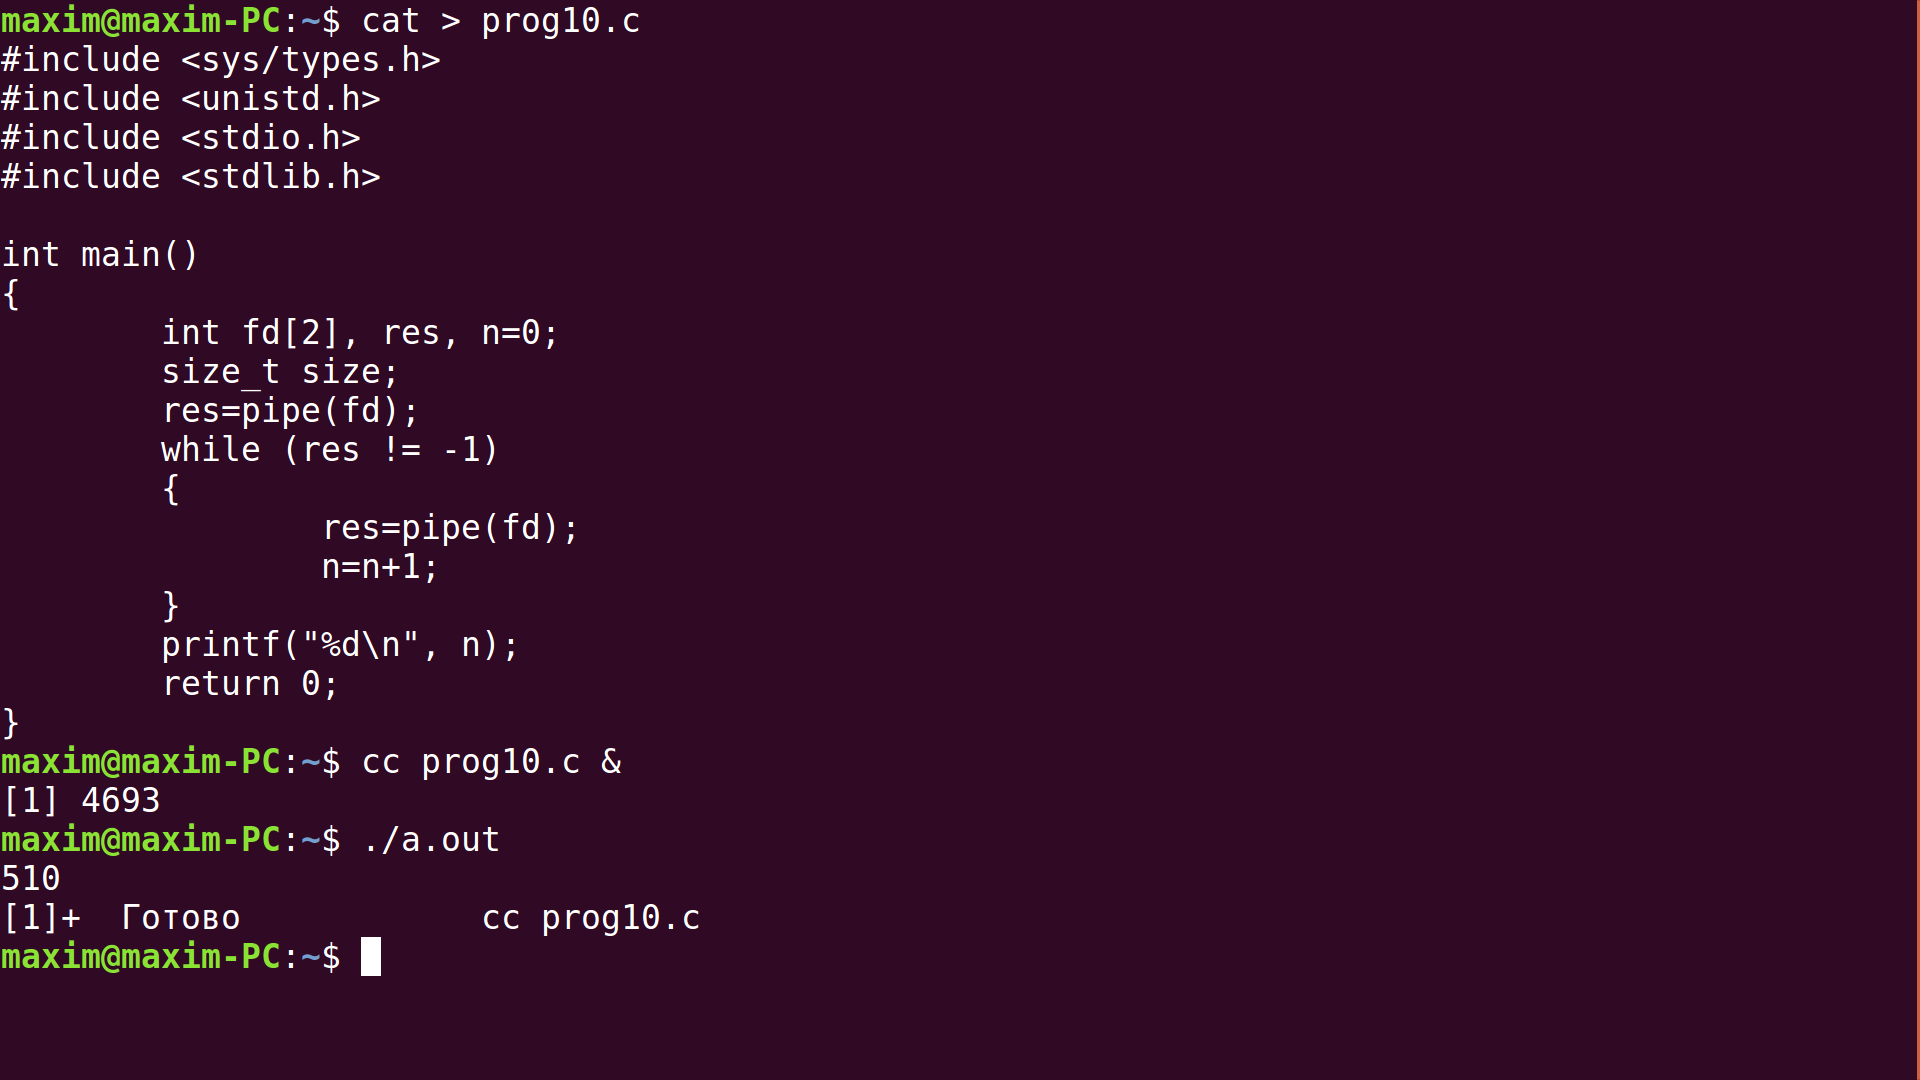 maxim@maxim-PC:~$ cat > prog10.c
#include <sys/types.h>
#include <unistd.h>
#include <stdio.h>
#include <stdlib.h>

int main()
{
        int fd[2], res, n=0;
        size_t size;
        res=pipe(fd);
        while (res != -1)
        {
                res=pipe(fd);
                n=n+1;
        }
        printf("%d\n", n);
        return 0;
}
maxim@maxim-PC:~$ cc prog10.c &
[1] 4693
maxim@maxim-PC:~$ ./a.out
510
[1]+  Готово            cc prog10.c
maxim@maxim-PC:~$